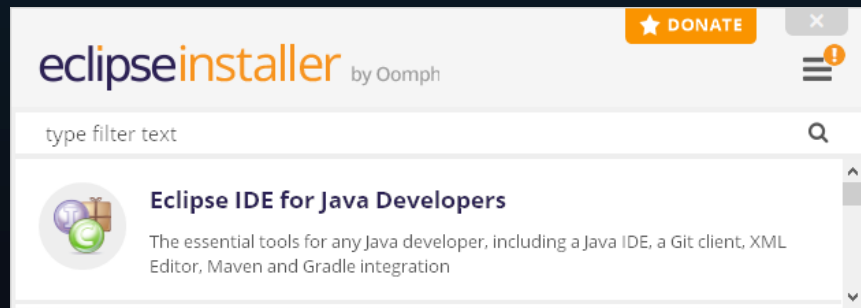 DONATE
eclipseinstaller by Oomph
type filter text
Eclipse IDE for Java Developers
The essential tools for any Java developer, including a Java IDE, a Git client, XML
Editor, Maven and Gradle integration